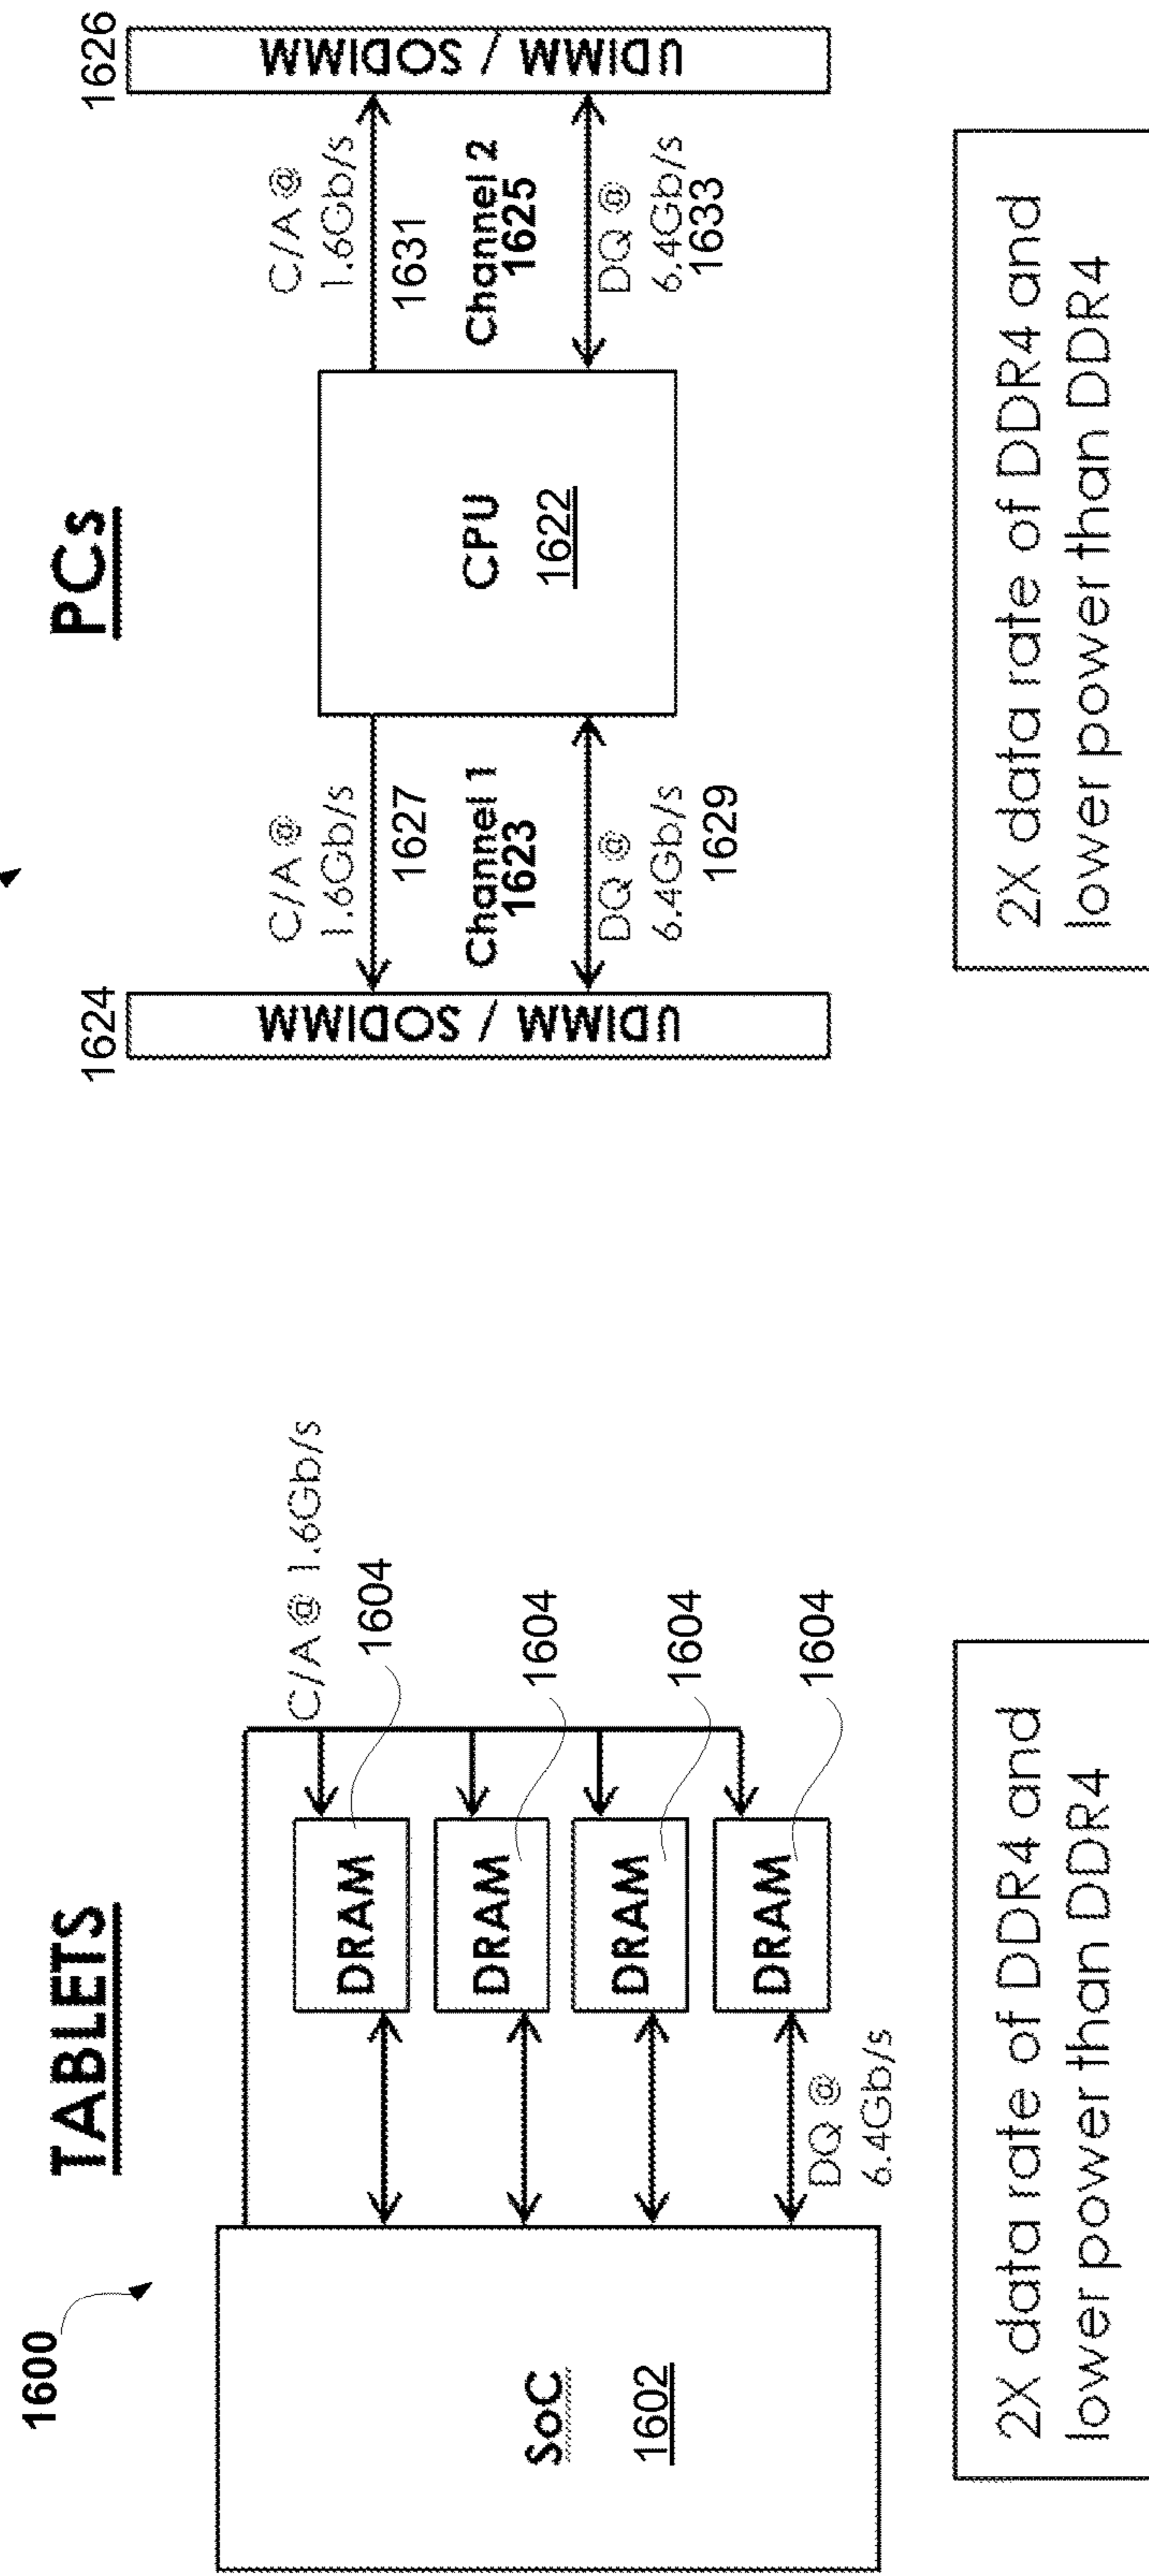 TABLETS
1600
SoC
1602
C/A @ 1.6Gb/s
DRAM
1604
DRAM
1604
DRAM
1604
DRAM
1604
DQ @
6.4Gb/s
2X data rate of DDR4 and
lower power than DDR4
PCs
1624
UDIMM / SODIMM
C/A @
1.6Gb/s
1627
Channel 1
1623
DQ @
6.4Gb/s
1629
CPU
1622
C/A @
1.6Gb/s
1631
Channel 2
1625
DQ @
6.4Gb/s
1633
1626
UDIMM / SODIMM
2X data rate of DDR4 and
lower power than DDR4